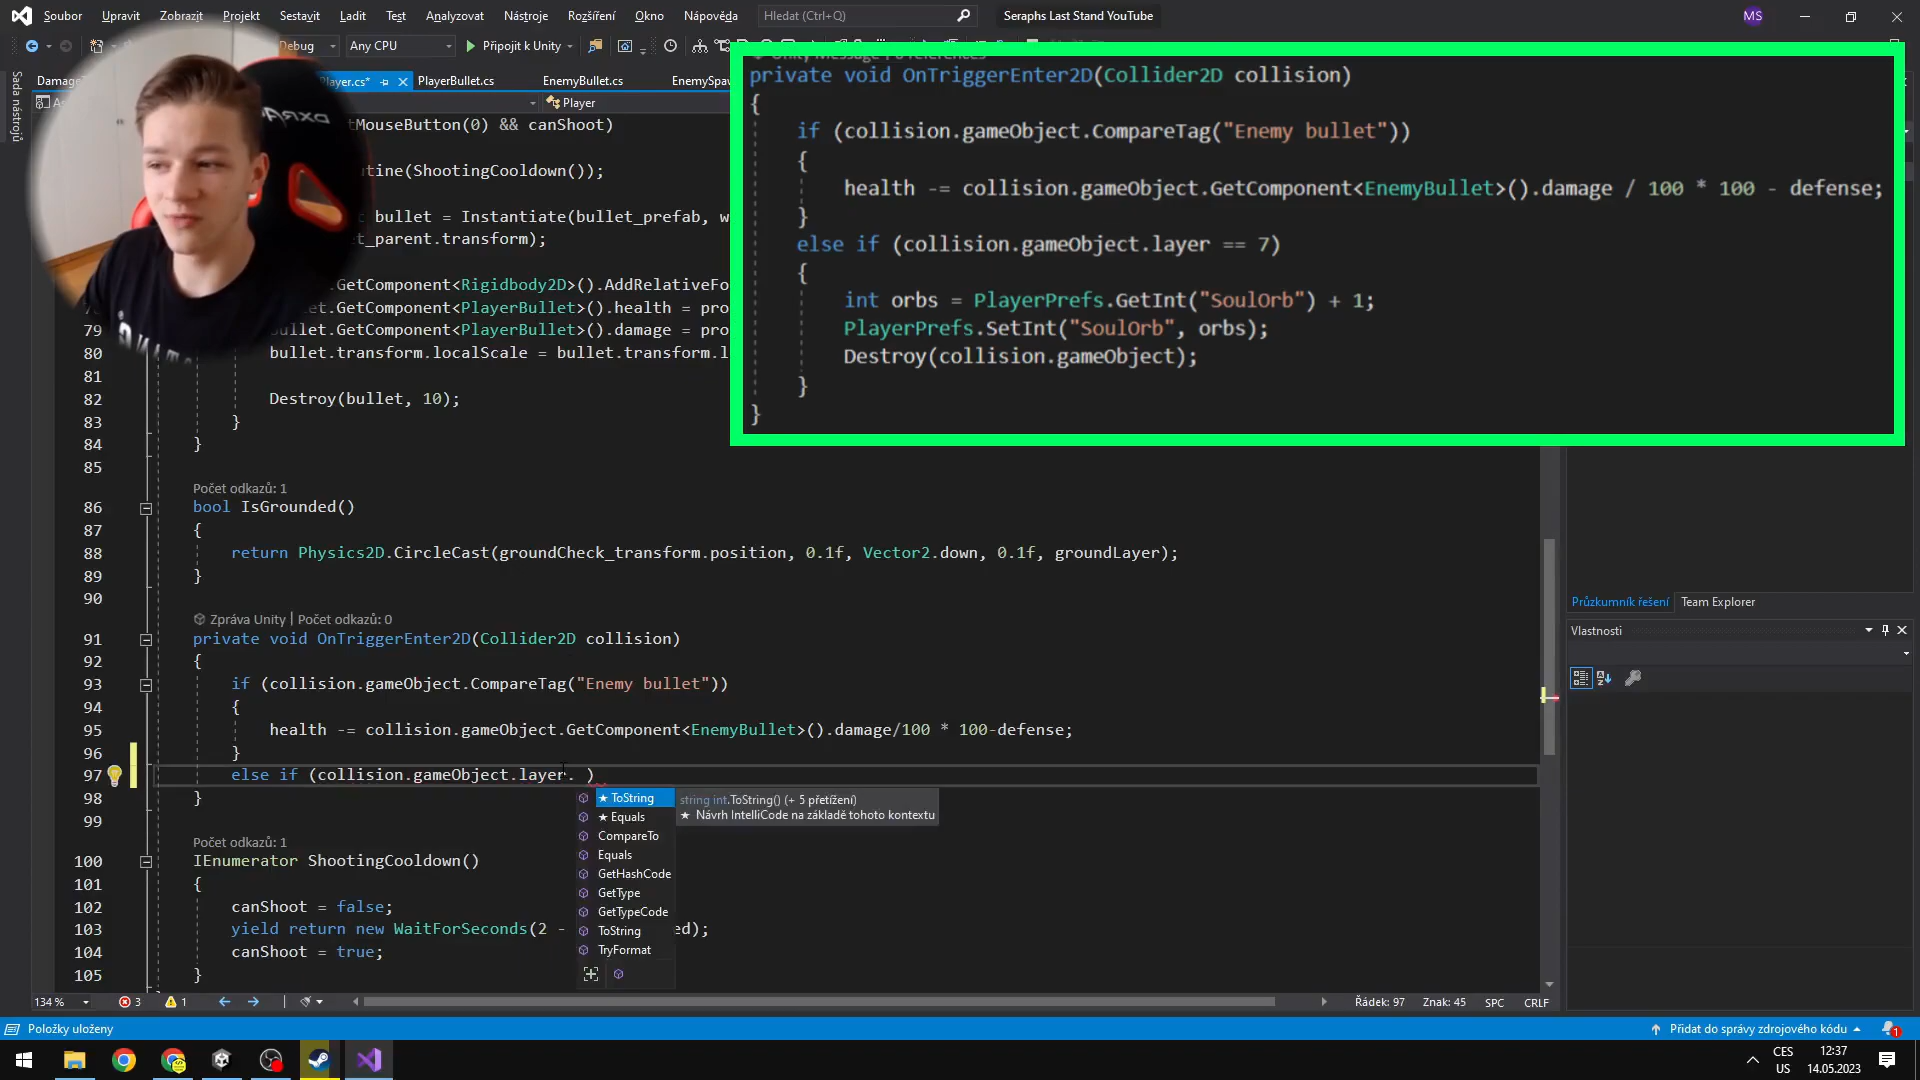 Soubor Upravit Zobrazit Projekt Sestavit Ladit Test Analyzovat Nástroje Rozšíření Okno Nápověda Hledat (Ctrl+Q) Seraphs Last Stand YouTube MS
Debug Any CPU Připojit k Unity
Sada nástrojů
Player.cs* PlayerBullet.cs EnemyBullet.cs
Player
tMouseButton(0) && canShoot)
utine(ShootingCooldown());
bullet = Instantiate(bullet_prefab, w
t_parent.transform);
.GetComponent<Rigidbody2D>().AddRelativeFo
.GetComponent<PlayerBullet>().health = pro
79 bullet.GetComponent<PlayerBullet>().damage = pro
80 bullet.transform.localScale = bullet.transform.l
81
82 Destroy(bullet, 10);
83 }
84 }
85
Počet odkazů: 1
86 bool IsGrounded()
87 {
88 return Physics2D.CircleCast(groundCheck_transform.position, 0.1f, Vector2.down, 0.1f, groundLayer);
89 }
90
Zpráva Unity | Počet odkazů: 0
91 private void OnTriggerEnter2D(Collider2D collision)
92 {
93 if (collision.gameObject.CompareTag("Enemy bullet"))
94 {
95 health -= collision.gameObject.GetComponent<EnemyBullet>().damage/100 * 100-defense;
96 }
97 else if (collision.gameObject.layer. )
98 }
99
Počet odkazů: 1
100 IEnumerator ShootingCooldown()
101 {
102 canShoot = false;
103 yield return new WaitForSeconds(2 - ed);
104 canShoot = true;
105 }
★ ToString
★ Equals
CompareTo
Equals
GetHashCode
GetType
GetTypeCode
ToString
TryFormat
string int.ToString() (+ 5 přetížení)
★ Návrh IntelliCode na základě tohoto kontextu
private void OnTriggerEnter2D(Collider2D collision)
{
if (collision.gameObject.CompareTag("Enemy bullet"))
{
health -= collision.gameObject.GetComponent<EnemyBullet>().damage / 100 * 100 - defense;
}
else if (collision.gameObject.layer == 7)
{
int orbs = PlayerPrefs.GetInt("SoulOrb") + 1;
PlayerPrefs.SetInt("SoulOrb", orbs);
Destroy(collision.gameObject);
}
}
Průzkumník řešení Team Explorer
Vlastnosti
134 % 3 1 Řádek: 97 Znak: 45 SPC CRLF
Položky uloženy Přidat do správy zdrojového kódu 1
CES
US
12:37
14.05.2023